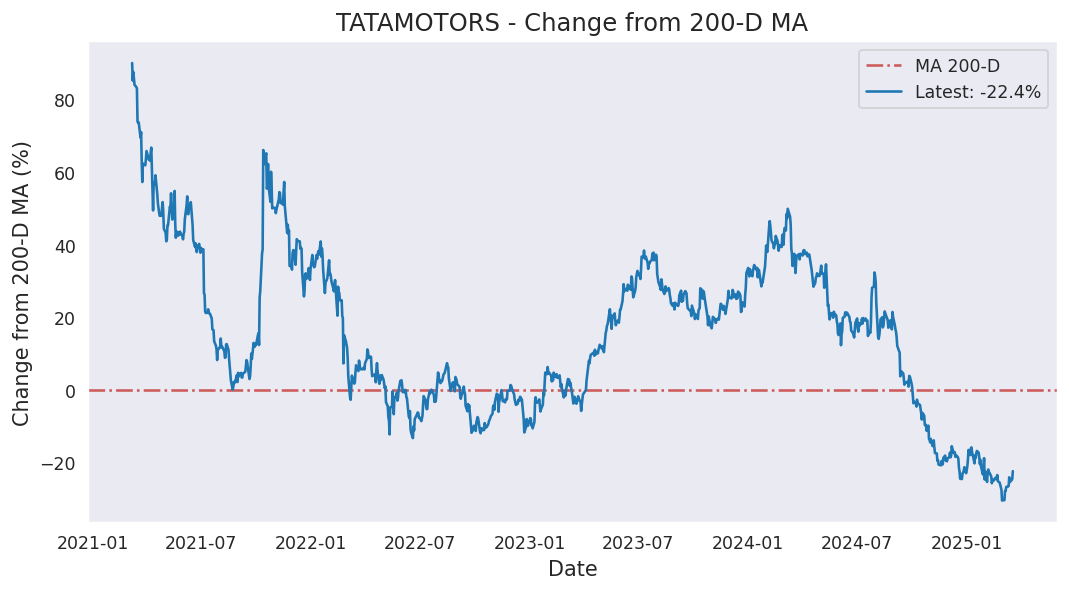 TATAMOTORS - Change from 200-D MA
MA 200-D
Latest: -22.4%
Change from 200-D MA (%)
80
60
40
20
0
−20
2021-01 2021-07 2022-01 2022-07 2023-01 2023-07 2024-01 2024-07 2025-01
Date